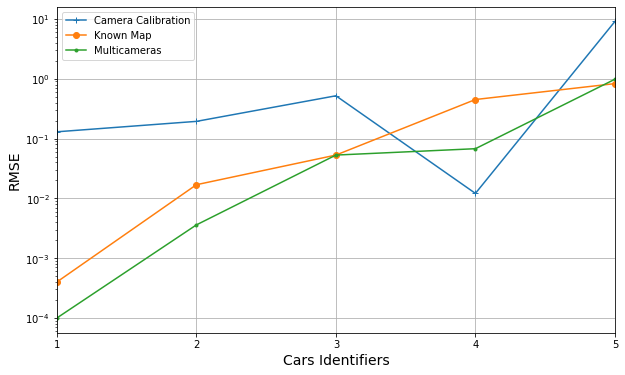 Camera Calibration
Known Map
Multicameras
10¹
10⁰
10⁻¹
10⁻²
10⁻³
10⁻⁴
RMSE
1 2 3 4 5
Cars Identifiers